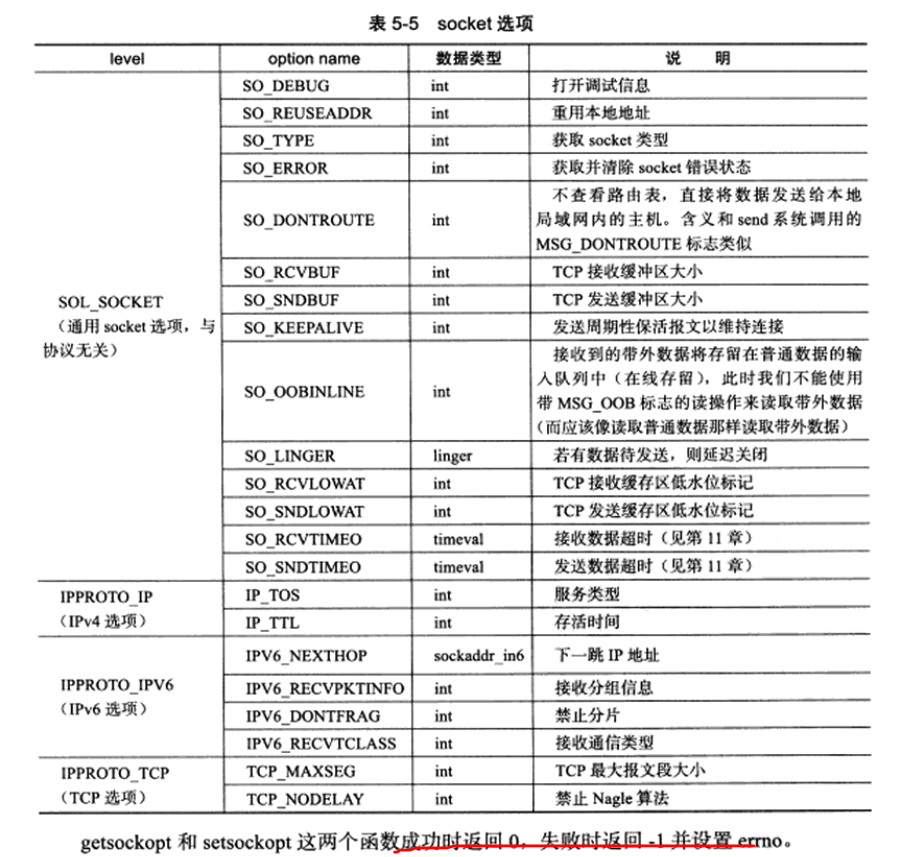 表 5-5 socket 选项
level option name 数据类型 说 明
SOL_SOCKET
（通用 socket 选项，与
协议无关）
SO_DEBUG int 打开调试信息
SO_REUSEADDR int 重用本地地址
SO_TYPE int 获取 socket 类型
SO_ERROR int 获取并清除 socket 错误状态
SO_DONTROUTE int 不查看路由表，直接将数据发送给本地
局域网内的主机。含义和 send 系统调用的
MSG_DONTROUTE 标志类似
SO_RCVBUF int TCP 接收缓冲区大小
SO_SNDBUF int TCP 发送缓冲区大小
SO_KEEPALIVE int 发送周期性保活报文以维持连接
SO_OOBINLINE int 接收到的带外数据将存留在普通数据的输
入队列中（在线存留），此时我们不能使用
带 MSG_OOB 标志的读操作来读取带外数据
（而应该像读取普通数据那样读取带外数据）
SO_LINGER linger 若有数据待发送，则延迟关闭
SO_RCVLOWAT int TCP 接收缓存区低水位标记
SO_SNDLOWAT int TCP 发送缓存区低水位标记
SO_RCVTIMEO timeval 接收数据超时（见第 11 章）
SO_SNDTIMEO timeval 发送数据超时（见第 11 章）
IPPROTO_IP
（IPv4 选项）
IP_TOS int 服务类型
IP_TTL int 存活时间
IPPROTO_IPV6
（IPv6 选项）
IPV6_NEXTHOP sockaddr_in6 下一跳 IP 地址
IPV6_RECVPKTINFO int 接收分组信息
IPV6_DONTFRAG int 禁止分片
IPV6_RECVTCLASS int 接收通信类型
IPPROTO_TCP
（TCP 选项）
TCP_MAXSEG int TCP 最大报文段大小
TCP_NODELAY int 禁止 Nagle 算法
getsockopt 和 setsockopt 这两个函数成功时返回 0，失败时返回 -1 并设置 errno。